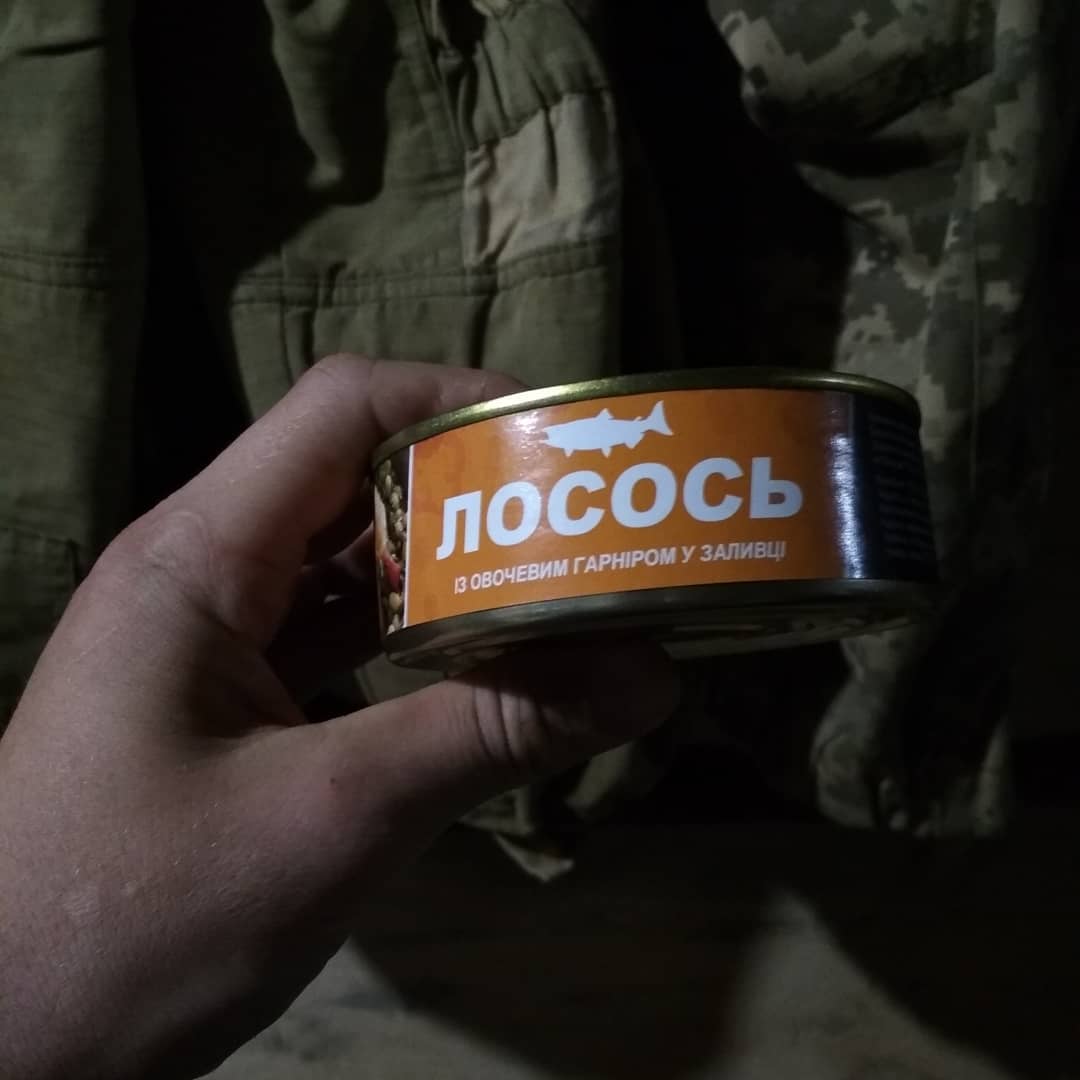 ЛОСОСЬ
ІЗ ОВОЧЕВИМ ГАРНІРОМ У ЗАЛИВЦІ